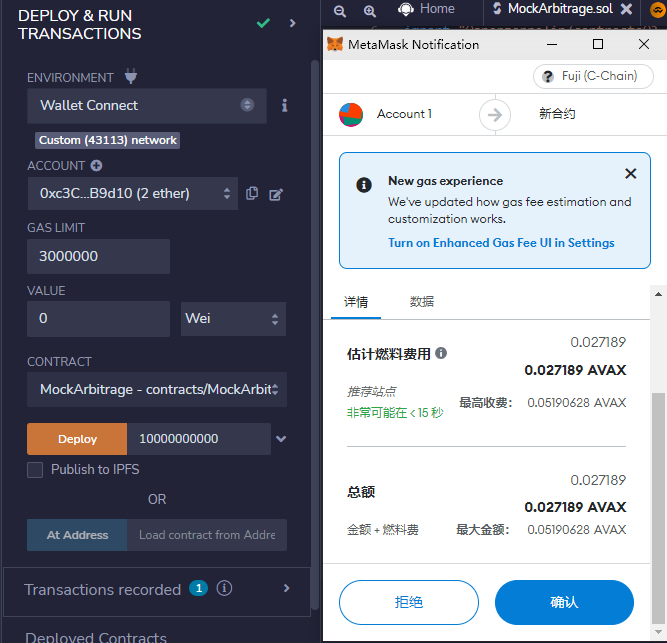 DEPLOY & RUN
TRANSACTIONS
ENVIRONMENT
Wallet Connect
Custom (43113) network
ACCOUNT
0xc3C...B9d10 (2 ether)
GAS LIMIT
3000000
VALUE
0
Wei
CONTRACT
MockArbitrage - contracts/MockArbit
Deploy
10000000000
Publish to IPFS
OR
At Address
Load contract from Addre
Transactions recorded 1
Deployed Contracts
Home
MockArbitrage.sol
MetaMask Notification
Fuji (C-Chain)
Account 1
新合约
New gas experience
We've updated how gas fee estimation and
customization works.
Turn on Enhanced Gas Fee UI in Settings
详情
数据
0.027189
估计燃料费用
0.027189 AVAX
推荐站点
非常可能在 < 15 秒
最高收费：
0.05190628 AVAX
0.027189
总额
0.027189 AVAX
金额 + 燃料费
最大金额：
0.05190628 AVAX
拒绝
确认